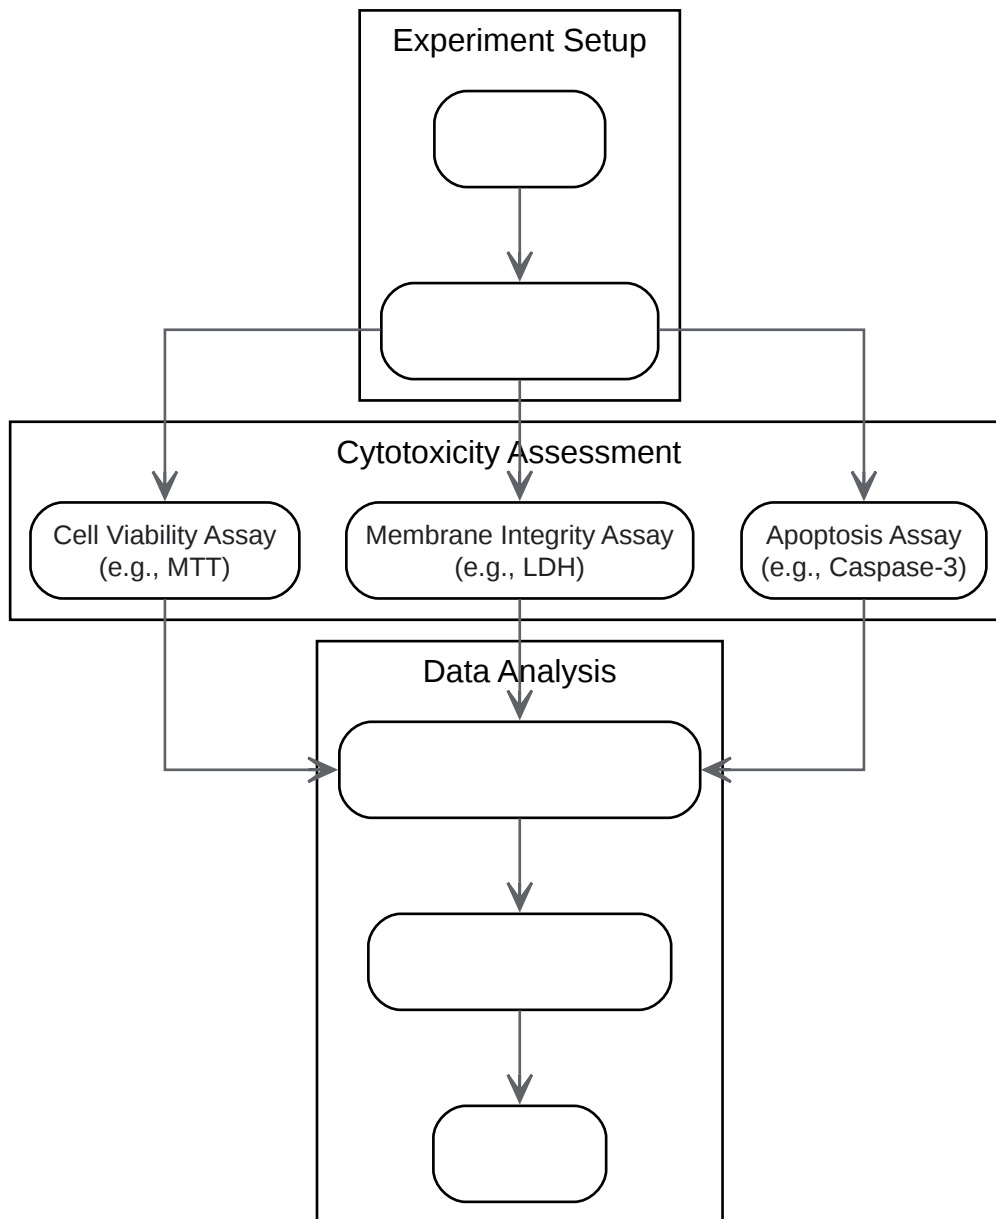 Experiment Setup
Cytotoxicity Assessment
Cell Viability Assay
(e.g., MTT)
Membrane Integrity Assay
(e.g., LDH)
Apoptosis Assay
(e.g., Caspase-3)
Data Analysis